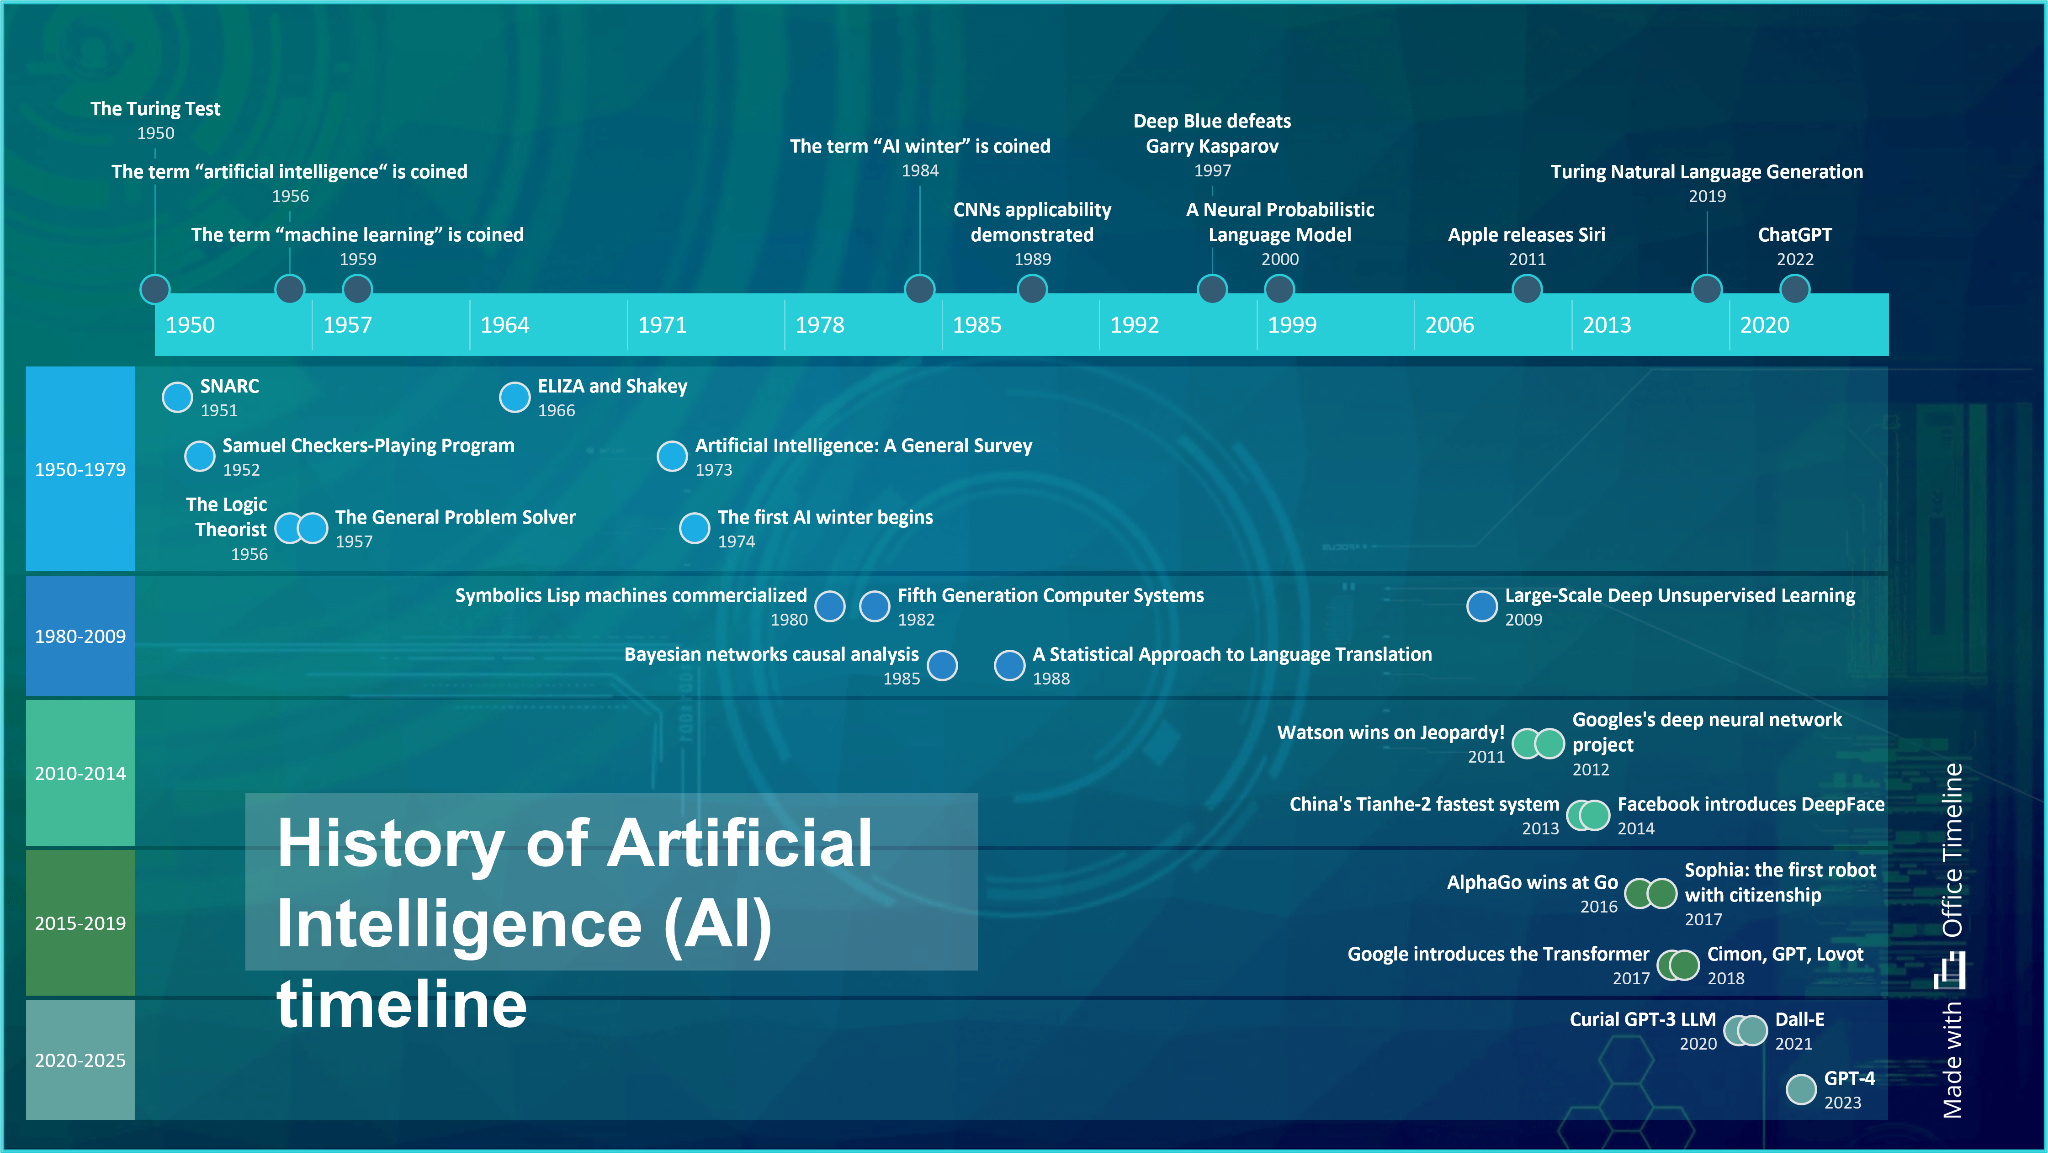 The Turing Test
1950
The term “artificial intelligence“ is coined
1956
The term “machine learning” is coined
1959
The term “AI winter” is coined
1984
CNNs applicability
demonstrated
1989
Deep Blue defeats
Garry Kasparov
1997
A Neural Probabilistic
Language Model
2000
Apple releases Siri
2011
Turing Natural Language Generation
2019
ChatGPT
2022
1950 1957 1964 1971 1978 1985 1992 1999 2006 2013 2020
1950-1979
SNARC
1951
ELIZA and Shakey
1966
Samuel Checkers-Playing Program
1952
Artificial Intelligence: A General Survey
1973
The Logic
Theorist
1956
The General Problem Solver
1957
The first AI winter begins
1974
1980-2009
Symbolics Lisp machines commercialized
1980
Fifth Generation Computer Systems
1982
Large-Scale Deep Unsupervised Learning
2009
Bayesian networks causal analysis
1985
A Statistical Approach to Language Translation
1988
2010-2014
Watson wins on Jeopardy!
2011
Googles's deep neural network
project
2012
China's Tianhe-2 fastest system
2013
Facebook introduces DeepFace
2014
2015-2019
AlphaGo wins at Go
2016
Sophia: the first robot
with citizenship
2017
Google introduces the Transformer
2017
Cimon, GPT, Lovot
2018
2020-2025
Curial GPT-3 LLM
2020
Dall-E
2021
GPT-4
2023
History of Artificial
Intelligence (AI)
timeline
Made with Office Timeline